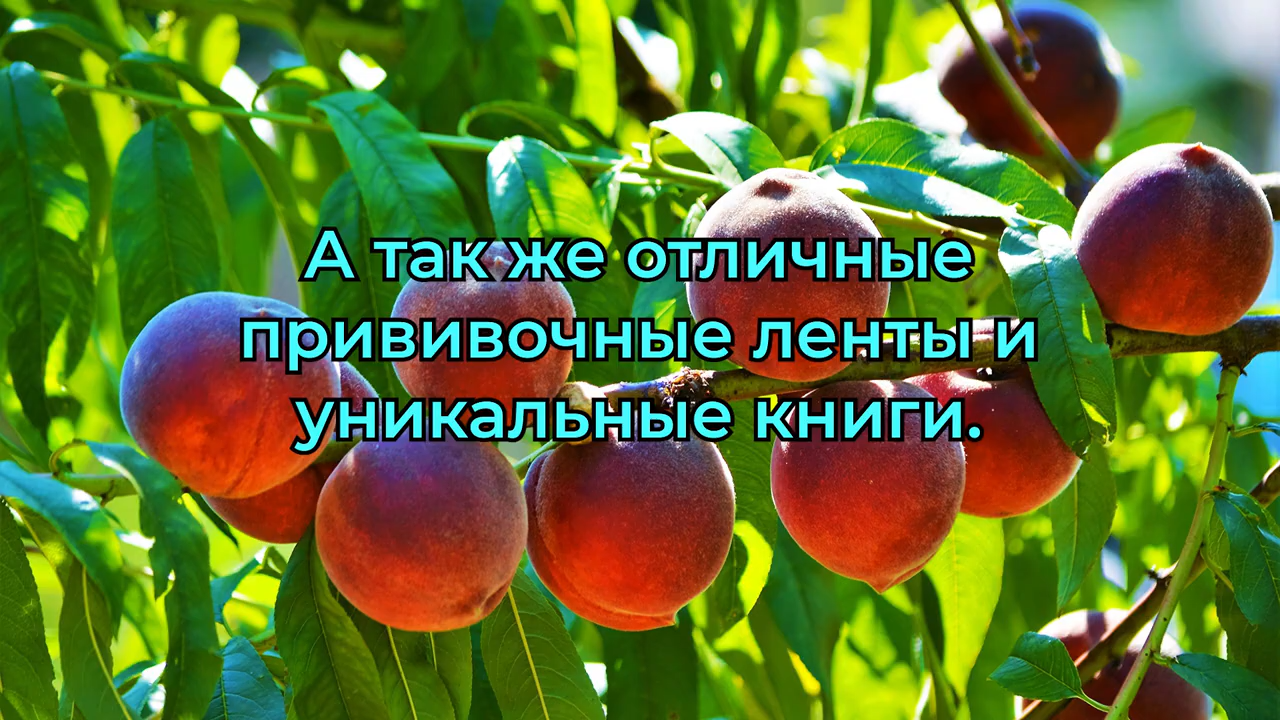 А так же отличные
прививочные ленты и
уникальные книги.